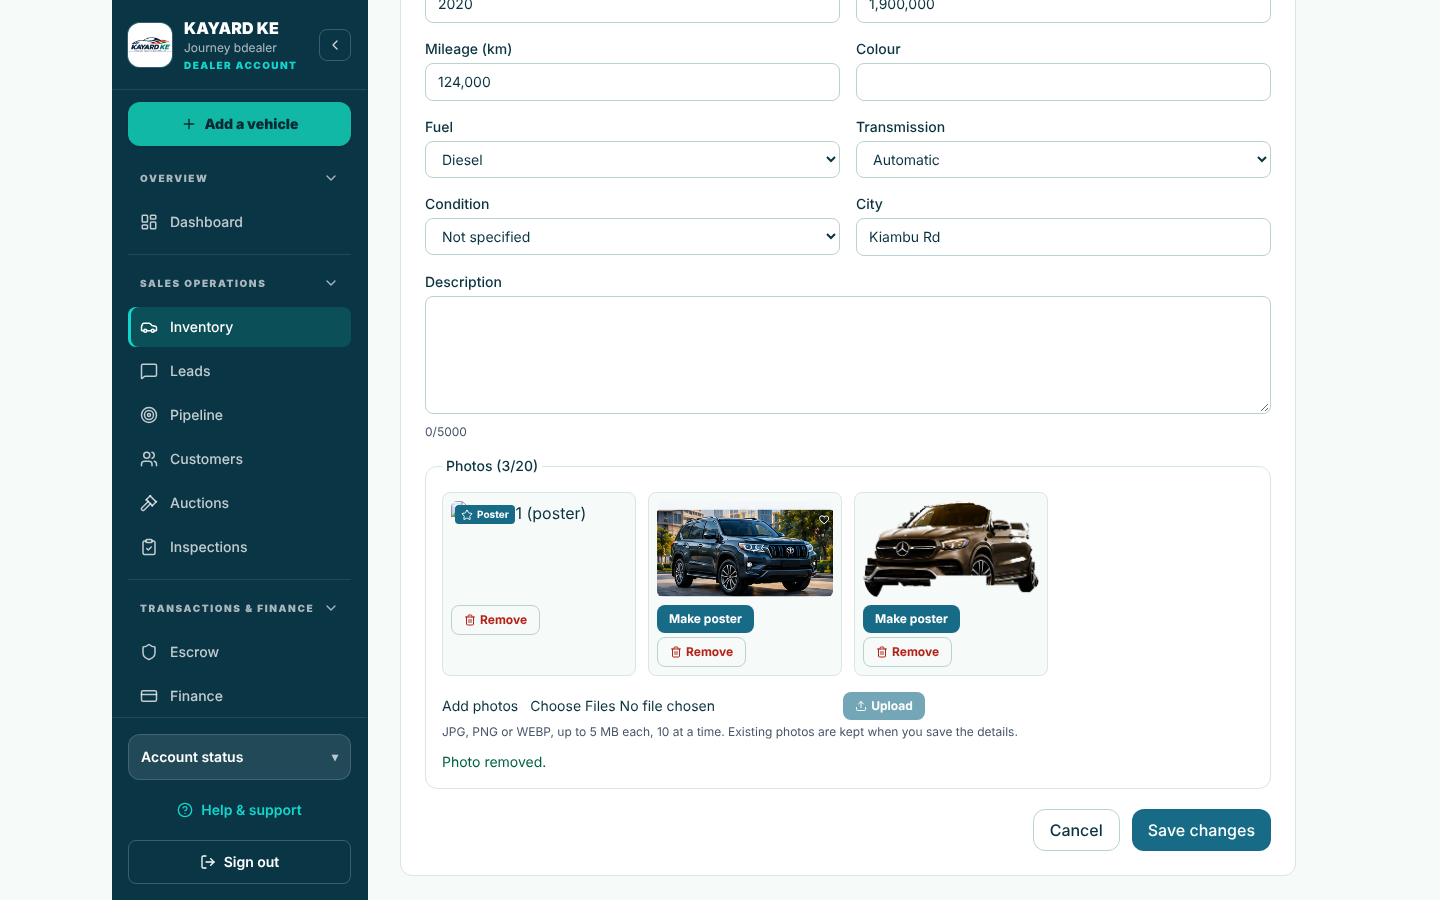 KAYARD KE
KAYARD KE
Journey bdealer
DEALER ACCOUNT
Add a vehicle
OVERVIEW
Dashboard
SALES OPERATIONS
Inventory
Leads
Pipeline
Customers
Auctions
Inspections
TRANSACTIONS & FINANCE
Escrow
Finance
Account status
Help & support
Sign out
2020
1,900,000
Mileage (km)
Colour
124,000
Fuel
Transmission
Diesel
Automatic
Condition
City
Not specified
Kiambu Rd
Description
0/5000
Photos (3/20)
Poster 1 (poster)
Remove
Make poster
Remove
Make poster
Remove
Add photos Choose Files No file chosen
Upload
JPG, PNG or WEBP, up to 5 MB each, 10 at a time. Existing photos are kept when you save the details.
Photo removed.
Cancel
Save changes